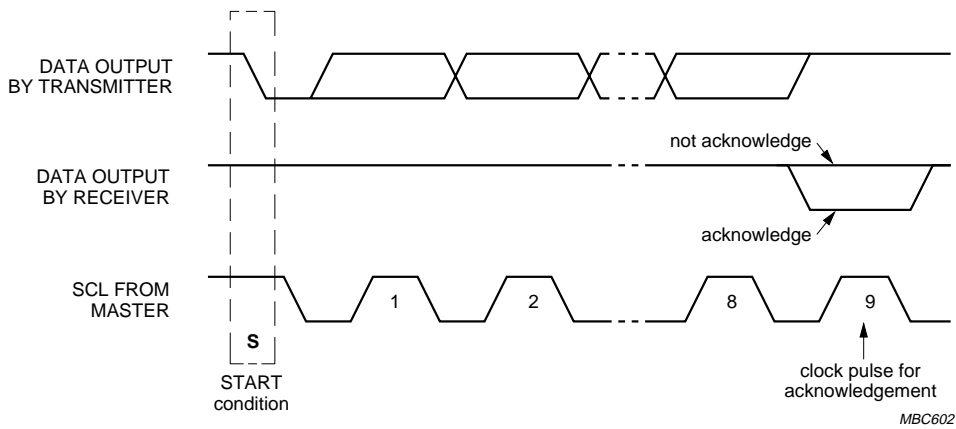 DATA OUTPUT
BY TRANSMITTER
not acknowledge
DATA OUTPUT
BY RECEIVER
acknowledge
SCL FROM
MASTER
1
2
8
9
S
START
condition
clock pulse for
acknowledgement
MBC602